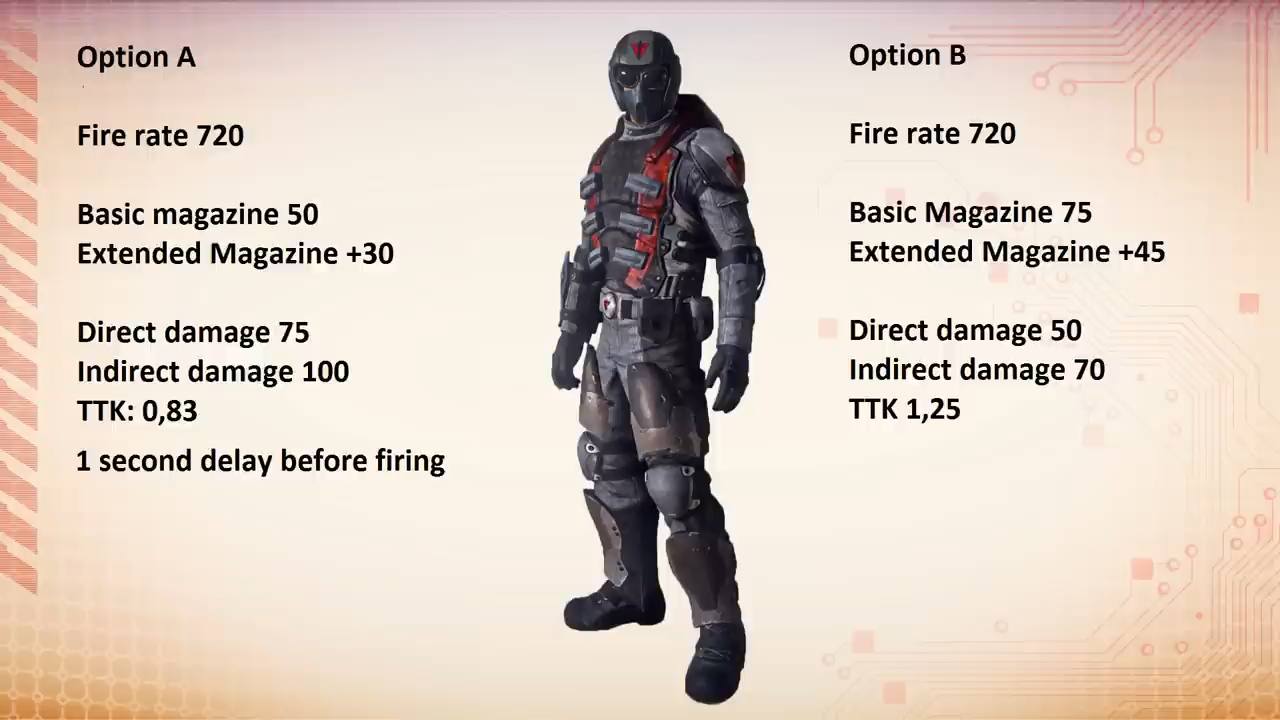 Option A
Fire rate 720
Basic magazine 50
Extended Magazine +30
Direct damage 75
Indirect damage 100
TTK: 0,83
1 second delay before firing
Option B
Fire rate 720
Basic Magazine 75
Extended Magazine +45
Direct damage 50
Indirect damage 70
TTK 1,25